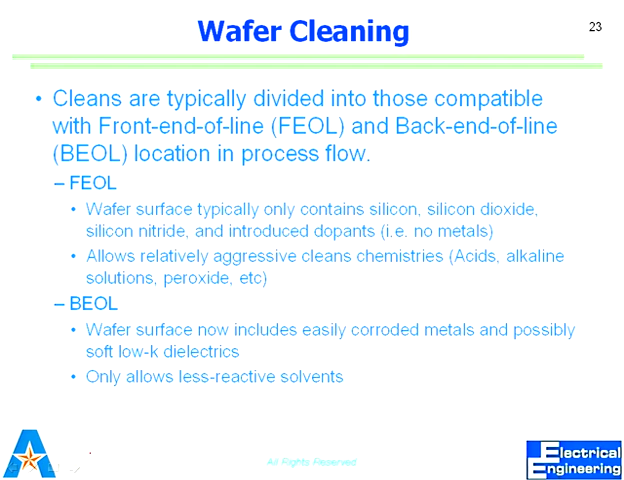 Wafer Cleaning
23
• Cleans are typically divided into those compatible
with Front-end-of-line (FEOL) and Back-end-of-line
(BEOL) location in process flow.
– FEOL
• Wafer surface typically only contains silicon, silicon dioxide,
silicon nitride, and introduced dopants (i.e. no metals)
• Allows relatively aggressive cleans chemistries (Acids, alkaline
solutions, peroxide, etc)
– BEOL
• Wafer surface now includes easily corroded metals and possibly
soft low-k dielectrics
• Only allows less-reactive solvents
All Rights Reserved
Electrical
Engineering